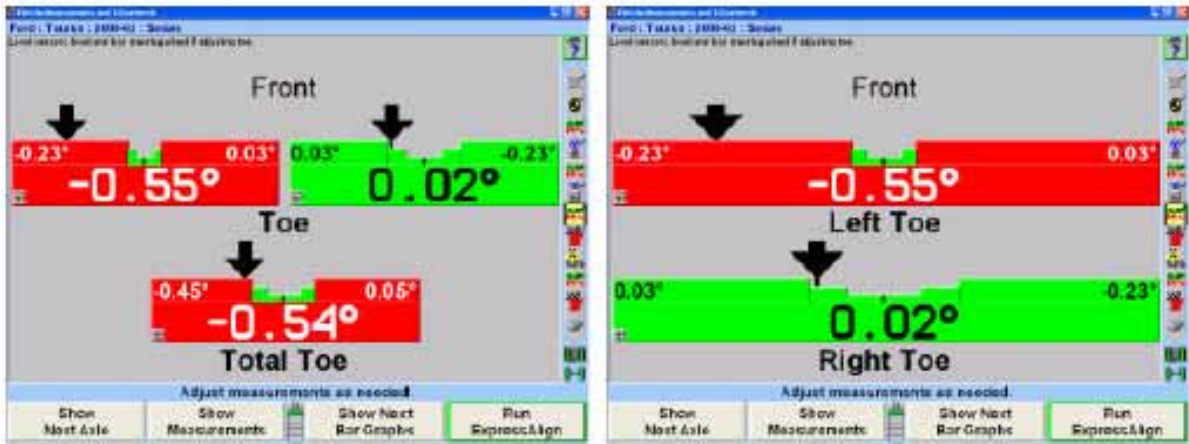 Ford : Taurus : 2000-02 : Sedan
Front
-0.23° 0.03° 0.03° -0.23°
-0.55° 0.02°
Toe
-0.45° 0.05°
-0.54°
Total Toe
Adjust measurements as needed.
Show Next Axle
Show Measurements
Show Next Bar Graphs
Run ExpressAlign
Ford : Taurus : 2000-02 : Sedan
Front
-0.23° 0.03°
-0.55°
Left Toe
0.03° -0.23°
0.02°
Right Toe
Adjust measurements as needed.
Show Next Axle
Show Measurements
Show Next Bar Graphs
Run ExpressAlign